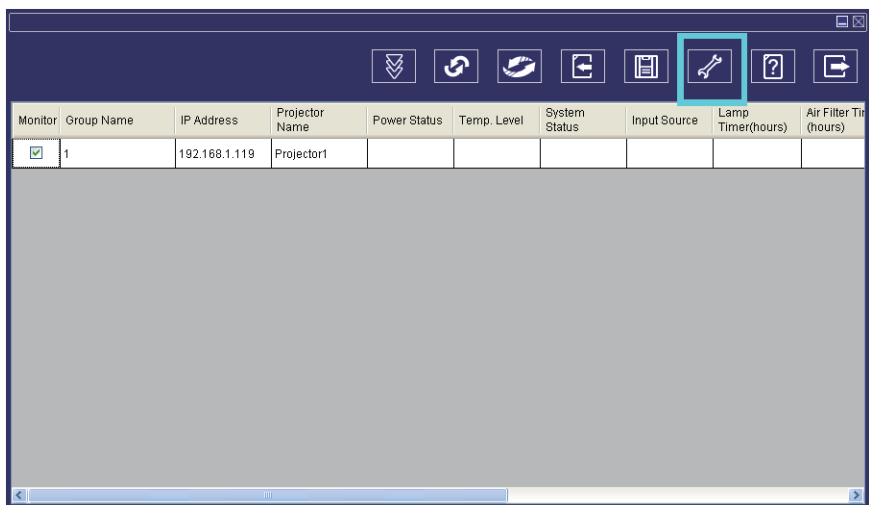 Monitor Group Name IP Address Projector Name Power Status Temp. Level System Status Input Source Lamp Timer(hours) Air Filter Tim (hours)
1 192.168.1.119 Projector1